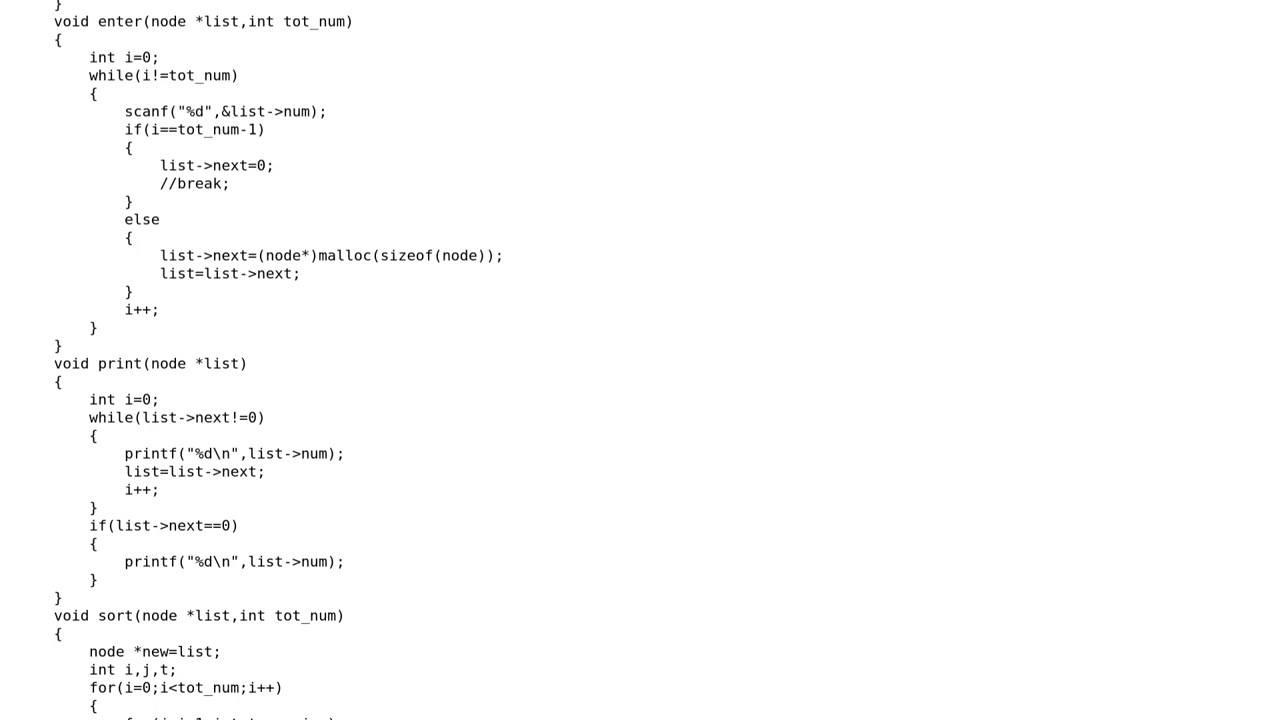 }
void enter(node *list,int tot_num)
{
    int i=0;
    while(i!=tot_num)
    {
        scanf("%d",&list->num);
        if(i==tot_num-1)
        {
            list->next=0;
            //break;
        }
        else
        {
            list->next=(node*)malloc(sizeof(node));
            list=list->next;
        }
        i++;
    }
}
void print(node *list)
{
    int i=0;
    while(list->next!=0)
    {
        printf("%d\n",list->num);
        list=list->next;
        i++;
    }
    if(list->next==0)
    {
        printf("%d\n",list->num);
    }
}
void sort(node *list,int tot_num)
{
    node *new=list;
    int i,j,t;
    for(i=0;i<tot_num;i++)
    {